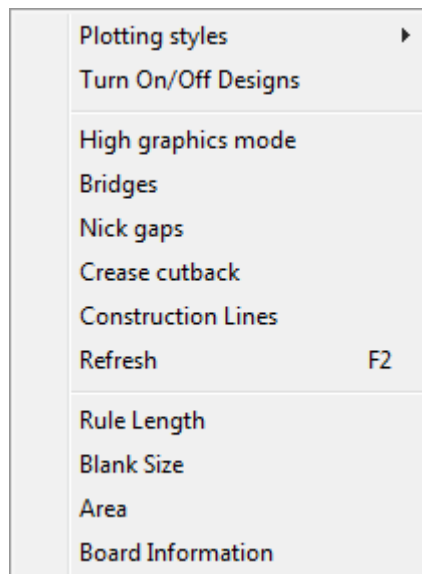 Plotting styles
Turn On/Off Designs
High graphics mode
Bridges
Nick gaps
Crease cutback
Construction Lines
Refresh F2
Rule Length
Blank Size
Area
Board Information